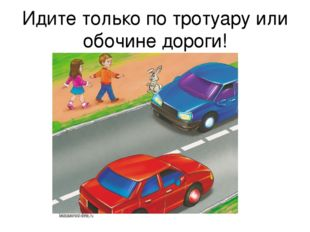 Идите только по тротуару или
обочине дороги!